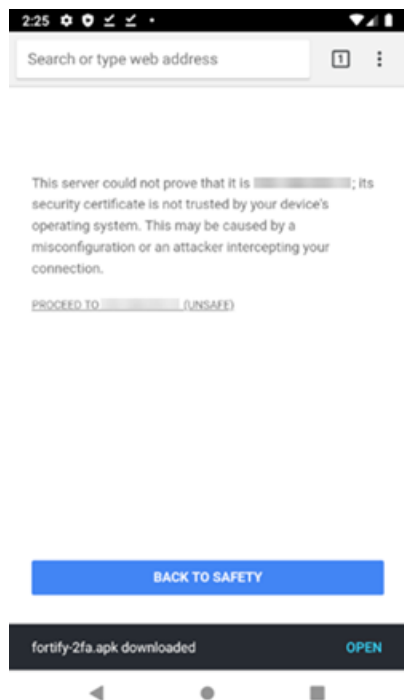 2:25
Search or type web address
1
This server could not prove that it is ; its
security certificate is not trusted by your device's
operating system. This may be caused by a
misconfiguration or an attacker intercepting your
connection.
PROCEED TO (UNSAFE)
BACK TO SAFETY
fortify-2fa.apk downloaded OPEN